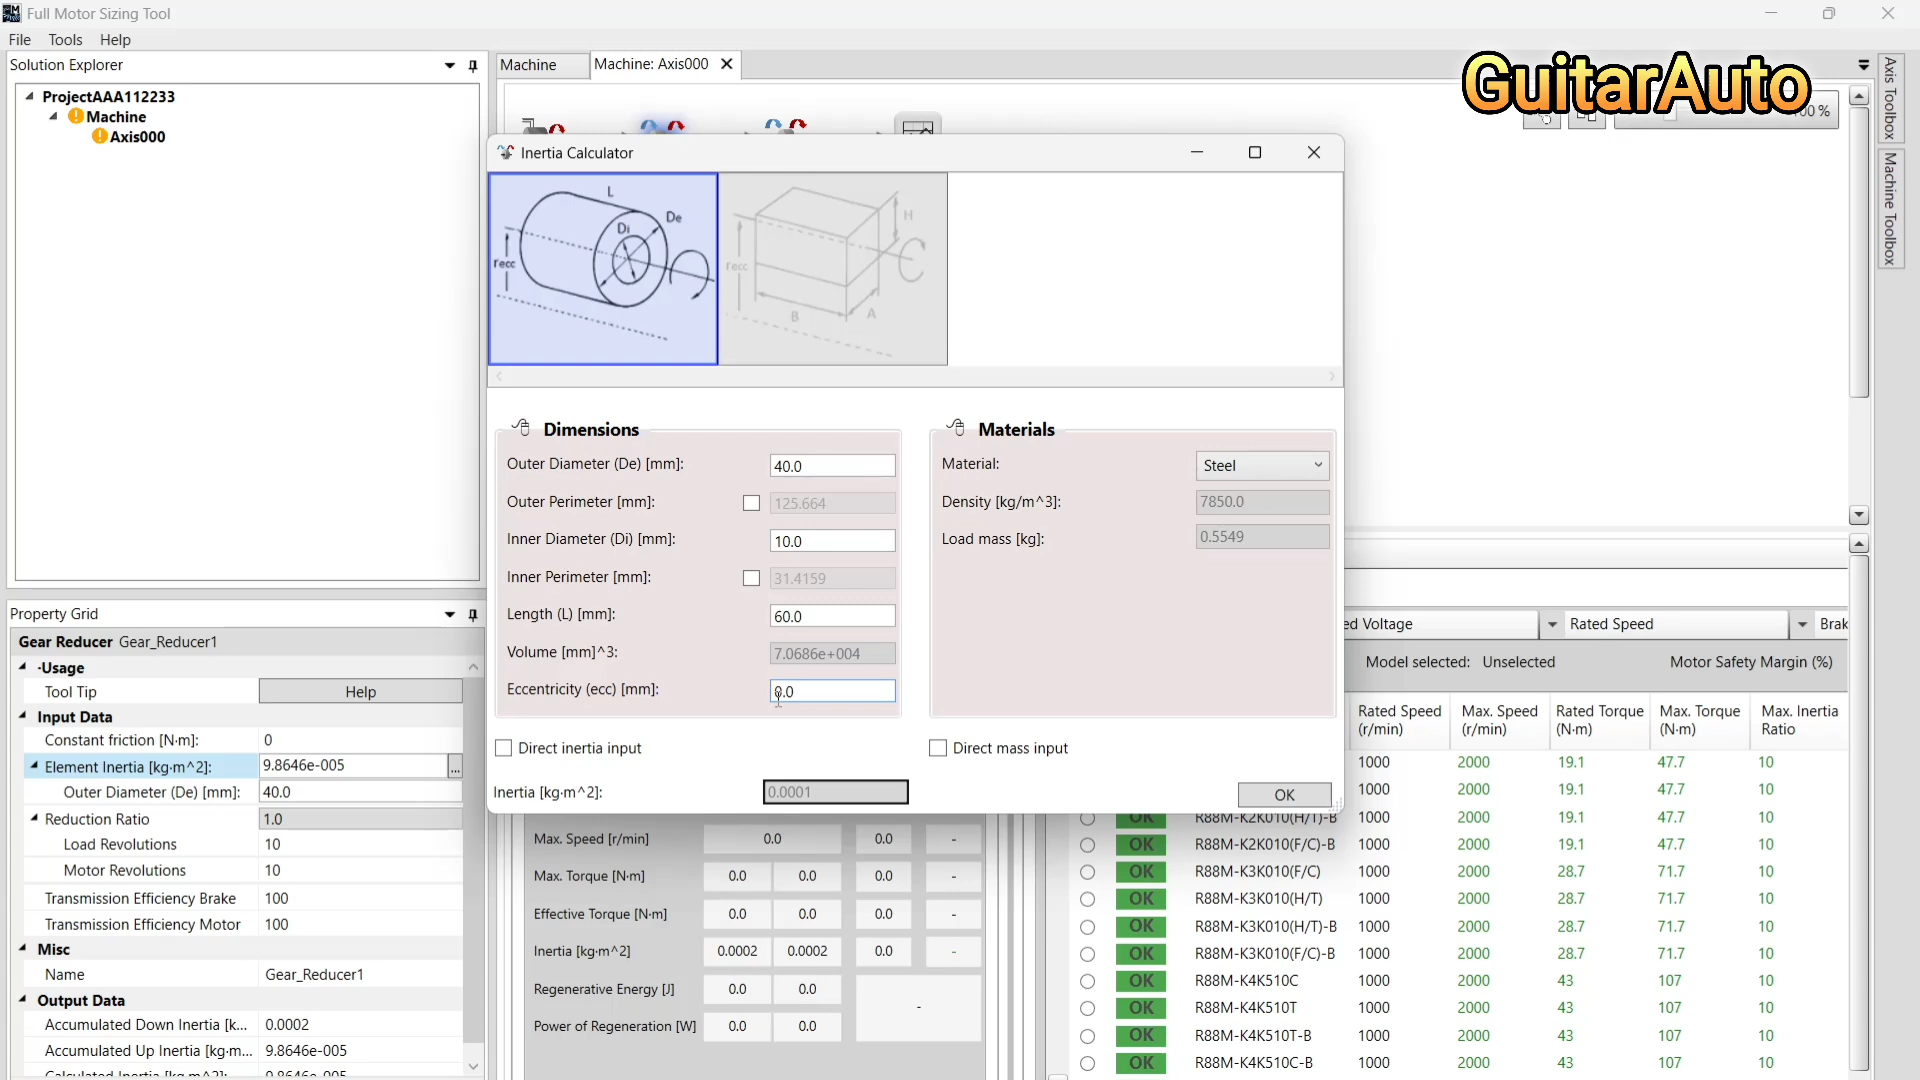 Full Motor Sizing Tool
File Tools Help
GuitarAuto
Solution Explorer
ProjectAAA112233
Machine
Axis000
Machine
Machine: Axis000
Axis Toolbox
Machine Toolbox
Inertia Calculator
L
De
Di
recc
H
recc
B
A
Dimensions
Outer Diameter (De) [mm]: 40.0
Outer Perimeter [mm]: 125.664
Inner Diameter (Di) [mm]: 10.0
Inner Perimeter [mm]: 31.4159
Length (L) [mm]: 60.0
Volume [mm]^3: 7.0686e+004
Eccentricity (ecc) [mm]: 0.0
Materials
Material: Steel
Density [kg/m^3]: 7850.0
Load mass [kg]: 0.5549
Direct inertia input
Direct mass input
Inertia [kg·m^2]: 0.0001
OK
Property Grid
Gear Reducer Gear_Reducer1
·Usage
Tool Tip Help
Input Data
Constant friction [N·m]: 0
Element Inertia [kg·m^2]: 9.8646e-005 ...
Outer Diameter (De) [mm]: 40.0
Reduction Ratio 1.0
Load Revolutions 10
Motor Revolutions 10
Transmission Efficiency Brake 100
Transmission Efficiency Motor 100
Misc
Name Gear_Reducer1
Output Data
Accumulated Down Inertia [k... 0.0002
Accumulated Up Inertia [kg·m... 9.8646e-005
Max. Speed [r/min] 0.0 0.0 -
Max. Torque [N·m] 0.0 0.0 0.0 -
Effective Torque [N·m] 0.0 0.0 0.0 -
Inertia [kg·m^2] 0.0002 0.0002 0.0 -
Regenerative Energy [J] 0.0 0.0 -
Power of Regeneration [W] 0.0 0.0
ed Voltage Rated Speed Brak
Model selected: Unselected Motor Safety Margin (%)
Rated Speed (r/min) Max. Speed (r/min) Rated Torque (N·m) Max. Torque (N·m) Max. Inertia Ratio
1000 2000 19.1 47.7 10
1000 2000 19.1 47.7 10
OK R88M-K2K010(H/T)-B 1000 2000 19.1 47.7 10
OK R88M-K2K010(F/C)-B 1000 2000 19.1 47.7 10
OK R88M-K3K010(F/C) 1000 2000 28.7 71.7 10
OK R88M-K3K010(H/T) 1000 2000 28.7 71.7 10
OK R88M-K3K010(H/T)-B 1000 2000 28.7 71.7 10
OK R88M-K3K010(F/C)-B 1000 2000 28.7 71.7 10
OK R88M-K4K510C 1000 2000 43 107 10
OK R88M-K4K510T 1000 2000 43 107 10
OK R88M-K4K510T-B 1000 2000 43 107 10
OK R88M-K4K510C-B 1000 2000 43 107 10